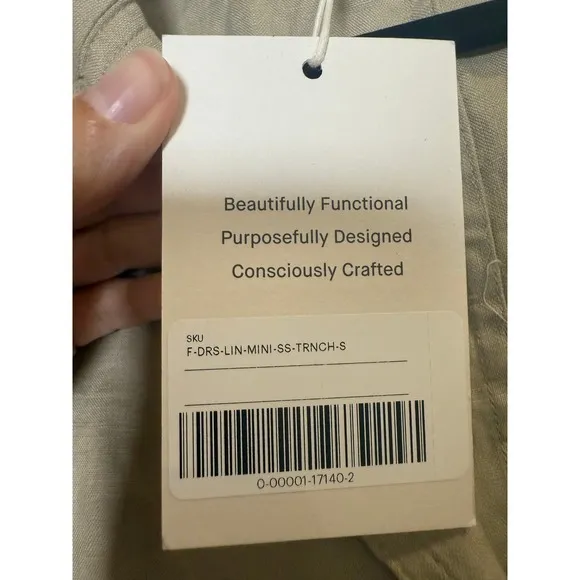 Beautifully Functional
Purposefully Designed
Consciously Crafted
SKU
F-DRS-LIN-MINI-SS-TRNCH-S
0-00001-17140-2